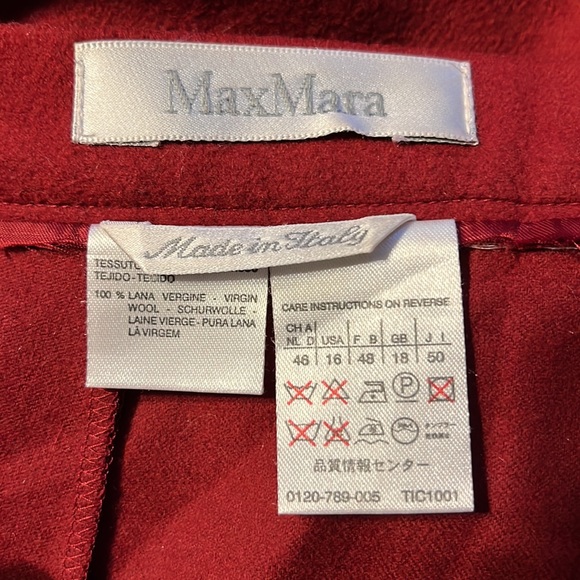 MaxMara
Made in Italy
TESSUTO
TEJIDO-TECIDO
100 % LANA VERGINE - VIRGIN
WOOL - SCHURWOLLE -
LAINE VIERGE-PURA LANA
LÀ VIRGEM
CARE INSTRUCTIONS ON REVERSE
CH A
NL D USA F B GB J I
46 16 48 18 50
P
品質情報センター
0120-789-005 TIC1001